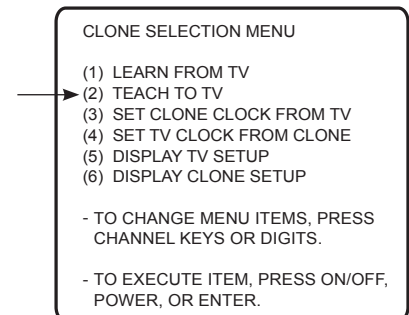 CLONE SELECTION MENU
(1) LEARN FROM TV
(2) TEACH TO TV
(3) SET CLONE CLOCK FROM TV
(4) SET TV CLOCK FROM CLONE
(5) DISPLAY TV SETUP
(6) DISPLAY CLONE SETUP
- TO CHANGE MENU ITEMS, PRESS
CHANNEL KEYS OR DIGITS.
- TO EXECUTE ITEM, PRESS ON/OFF,
POWER, OR ENTER.